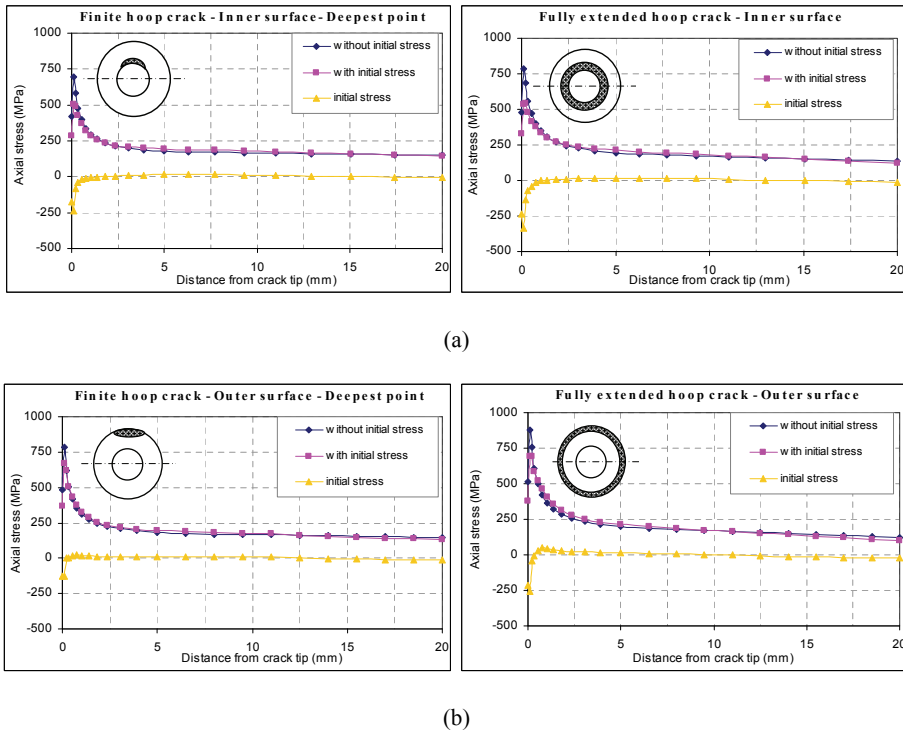 Finite hoop crack - Inner surface - Deepest point
1000
750
500
250
0
-250
-500
Axial stress (MPa)
without initial stress
with initial stress
initial stress
0 5 10 15 20
Distance from crack tip (mm)
Fully extended hoop crack - Inner surface
1000
750
500
250
0
-250
-500
Axial stress (MPa)
without initial stress
with initial stress
initial stress
0 5 10 15 20
Distance from crack tip (mm)
(a)
Finite hoop crack - Outer surface - Deepest point
1000
750
500
250
0
-250
-500
Axial stress (MPa)
without initial stress
with initial stress
initial stress
0 5 10 15 20
Distance from crack tip (mm)
Fully extended hoop crack - Outer surface
1000
750
500
250
0
-250
-500
Axial stress (MPa)
without initial stress
with initial stress
initial stress
0 5 10 15 20
Distance from crack tip (mm)
(b)